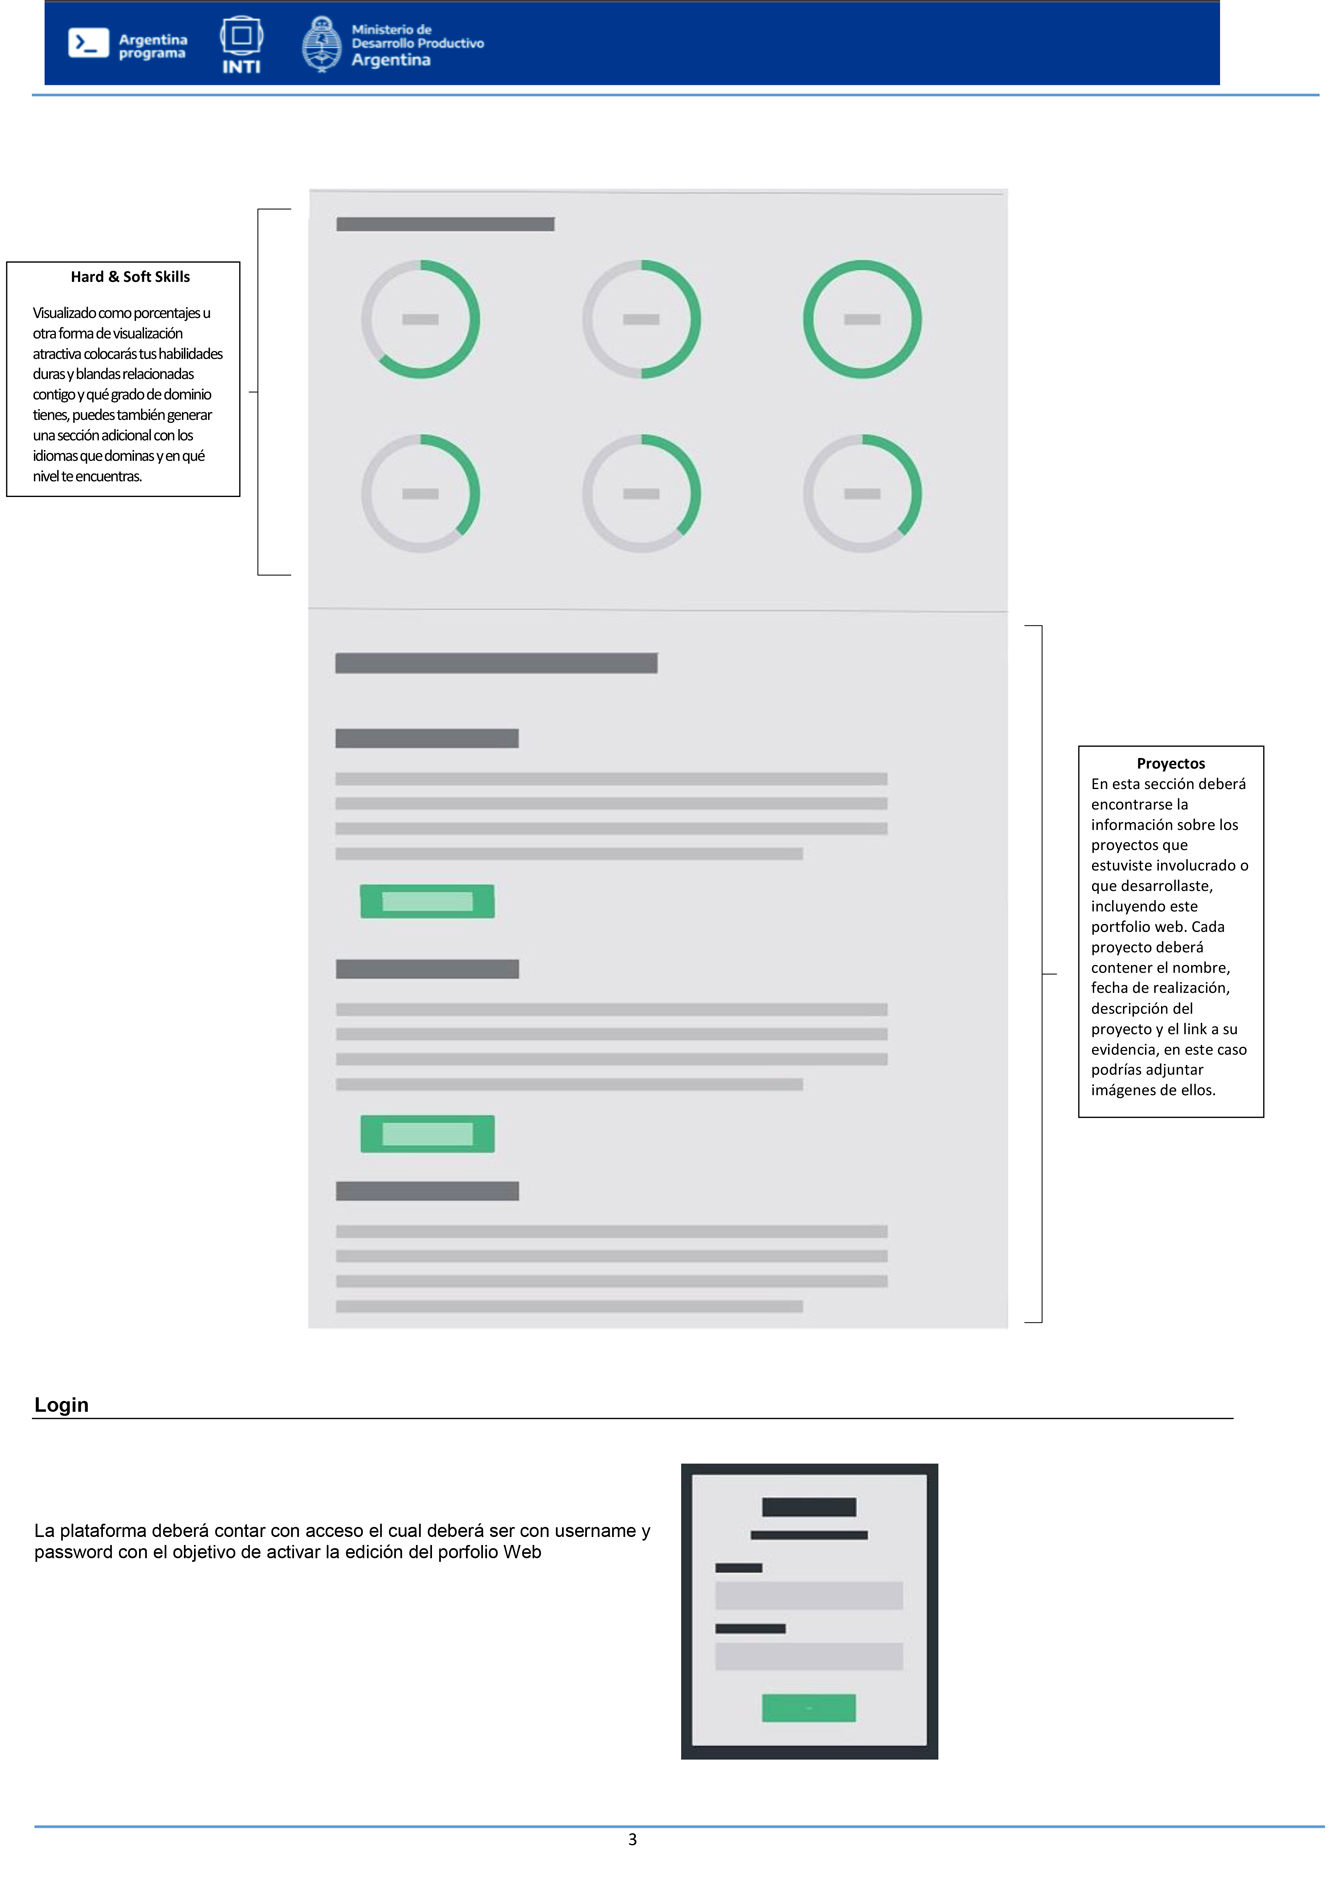 Argentina
programa
INTI
Ministerio de
Desarrollo Productivo
Argentina
Hard & Soft Skills
Visualizado como porcentajes u
otra forma de visualización
atractiva colocarás tus habilidades
duras y blandas relacionadas
contigo y qué grado de dominio
tienes, puedes también generar
una sección adicional con los
idiomas que dominas y en qué
nivel te encuentras.
Proyectos
En esta sección deberá
encontrarse la
información sobre los
proyectos que
estuviste involucrado o
que desarrollaste,
incluyendo este
portfolio web. Cada
proyecto deberá
contener el nombre,
fecha de realización,
descripción del
proyecto y el link a su
evidencia, en este caso
podrías adjuntar
imágenes de ellos.
Login
La plataforma deberá contar con acceso el cual deberá ser con username y
password con el objetivo de activar la edición del porfolio Web
3